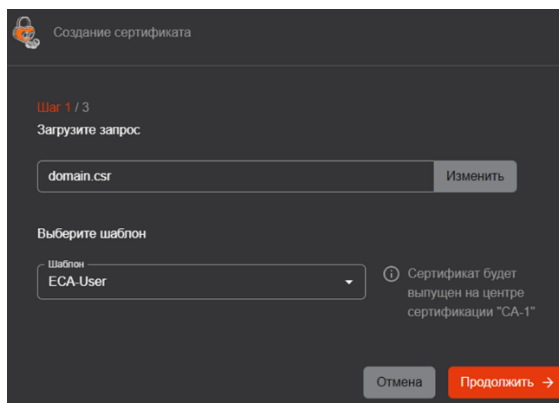 Создание сертификата
Шаг 1 / 3
Загрузите запрос
domain.csr
Изменить
Выберите шаблон
Шаблон
ECA-User
Сертификат будет
выпущен на центре
сертификации "CA-1"
Отмена
Продолжить →